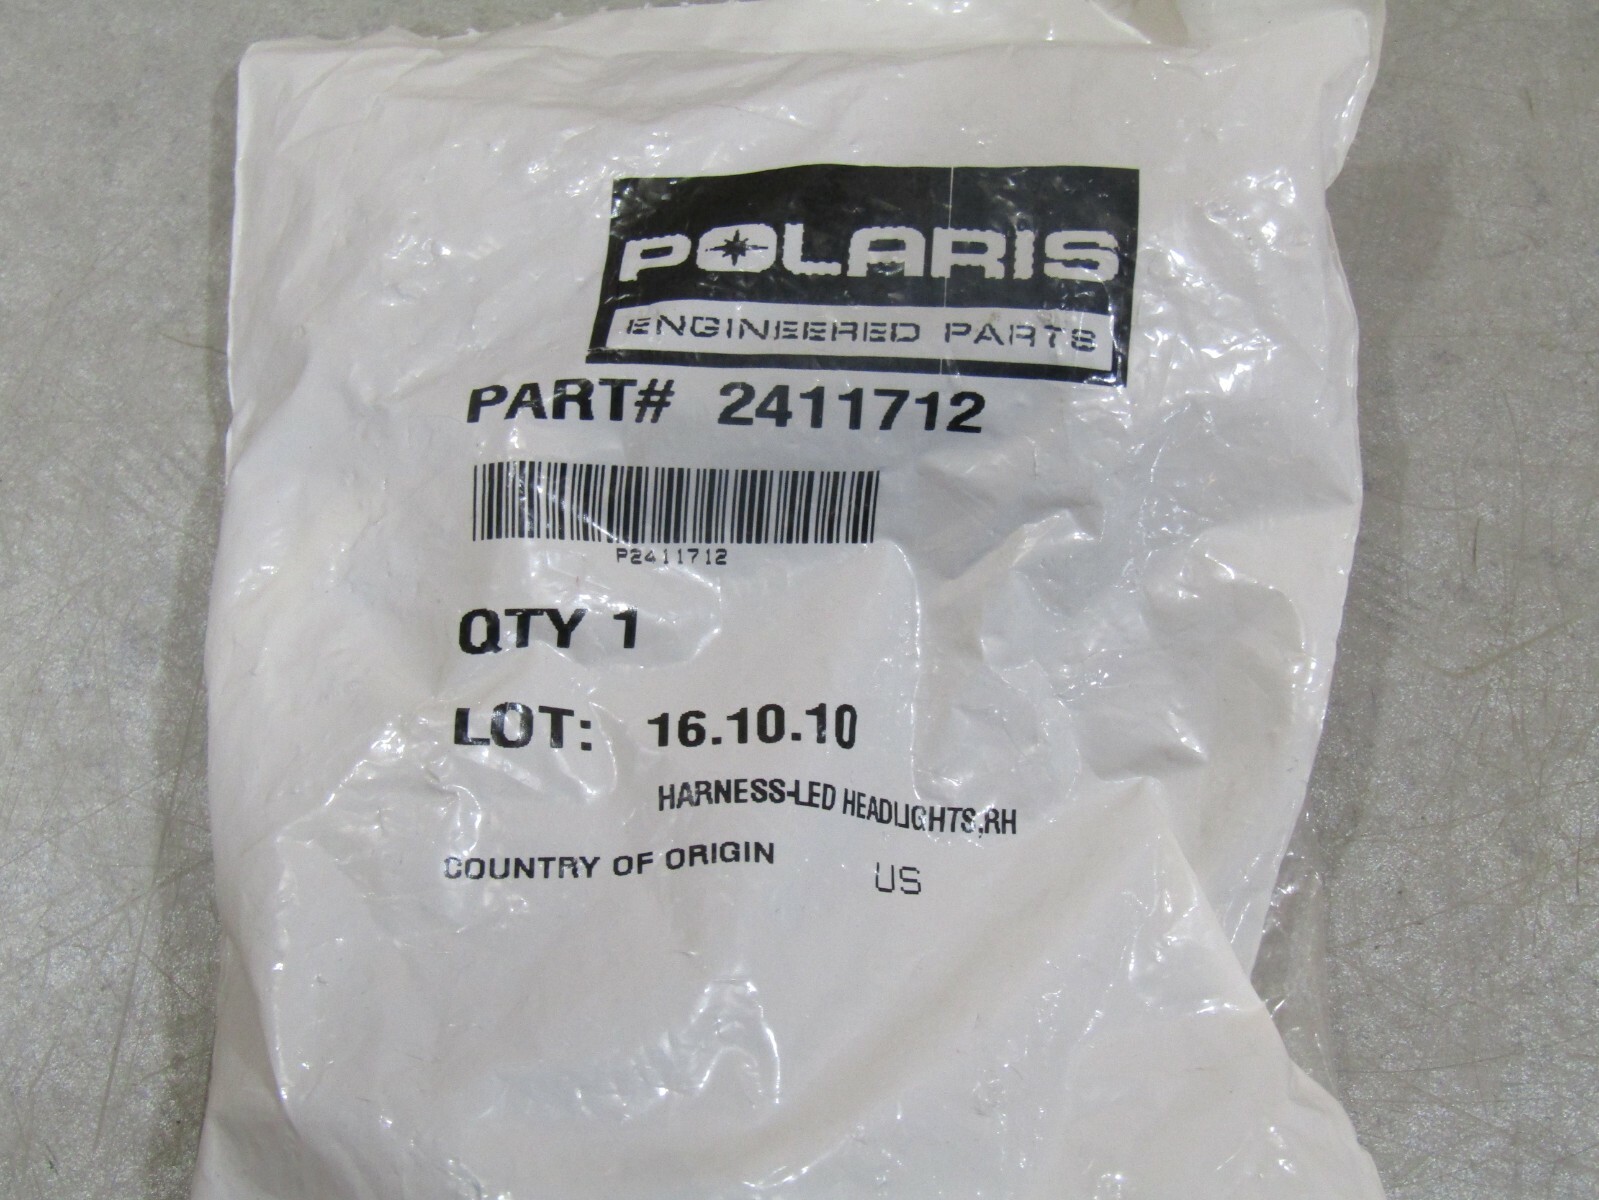 POLARIS
ENGINEERED PARTS
PART# 2411712
P2411712
QTY 1
LOT: 16.10.10
HARNESS-LED HEADLIGHTS,RH
COUNTRY OF ORIGIN US